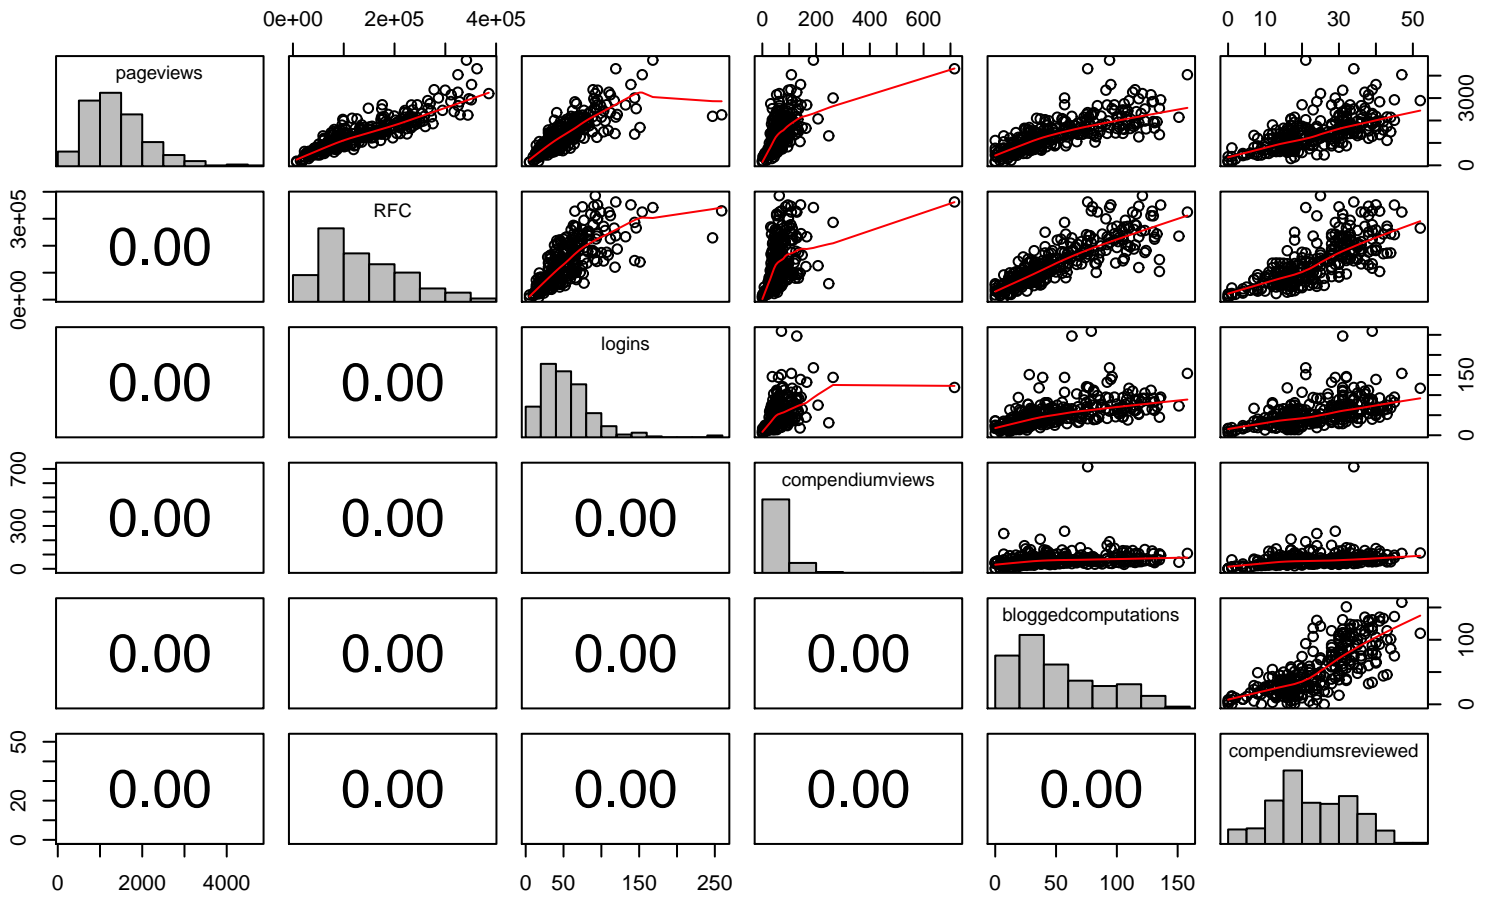 0e+00 2e+05 4e+05 0 200 400 600 0 10 30 50
pageviews
0 2000
3000
0.00 RFC
0e+00 3e+05
0.00 0.00 logins
0 150
0.00 0.00 0.00 compendiumviews
0 300 700
0.00 0.00 0.00 0.00 bloggedcomputations
0 100
0.00 0.00 0.00 0.00 0.00 compendiumsreviewed
0 20 50
0 2000 4000 0 50 150 250 0 50 100 150